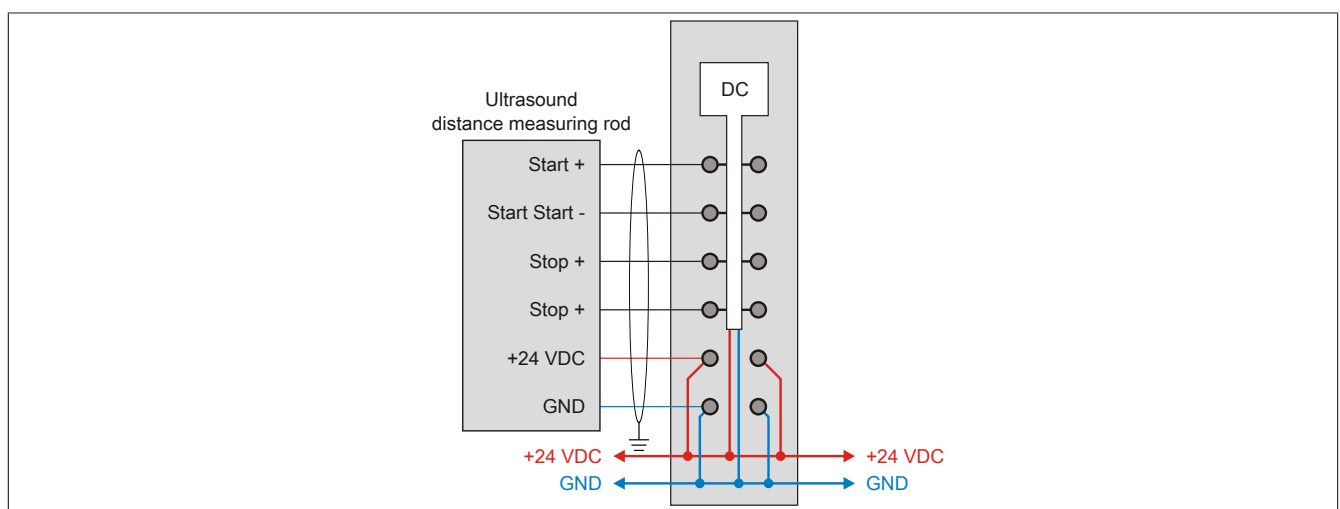 DC
Ultrasound
distance measuring rod
Start +
Start Start -
Stop +
Stop +
+24 VDC
GND
+24 VDC +24 VDC
GND GND